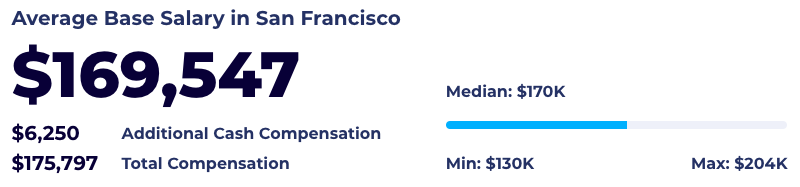 Average Base Salary in San Francisco
$169,547
Median: $170K
$6,250 Additional Cash Compensation
$175,797 Total Compensation
Min: $130K Max: $204K